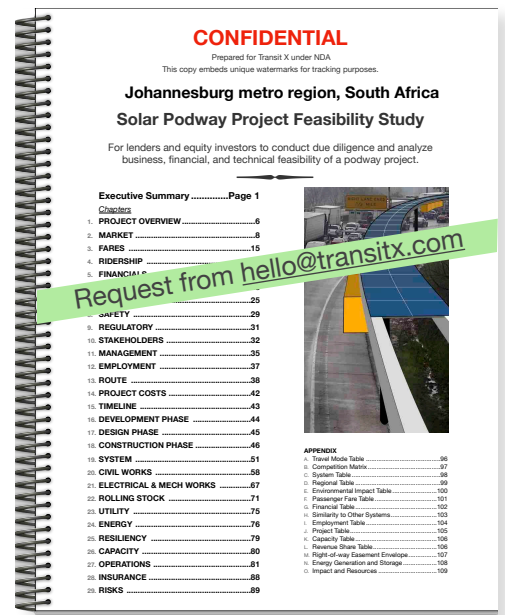 CONFIDENTIAL
Prepared for Transit X under NDA
This copy embeds unique watermarks for tracking purposes.
Johannesburg metro region, South Africa
Solar Podway Project Feasibility Study
For lenders and equity investors to conduct due diligence and analyze
business, financial, and technical feasibility of a podway project.
Executive Summary ..............Page 1
Chapters
1. PROJECT OVERVIEW ..................................6
2. MARKET ..................................................8
3. FARES ..................................................15
4. RIDERSHIP
5. FINANCIALS
Request from hello@transitx.com
25
SAFETY ..................................................29
9. REGULATORY ..........................................31
10. STAKEHOLDERS ......................................32
11. MANAGEMENT ........................................35
12. EMPLOYMENT ........................................37
13. ROUTE ..................................................38
14. PROJECT COSTS .....................................42
15. TIMELINE ...............................................43
16. DEVELOPMENT PHASE .............................44
17. DESIGN PHASE .......................................45
18. CONSTRUCTION PHASE ............................46
19. SYSTEM .................................................51
20. CIVIL WORKS ..........................................58
21. ELECTRICAL & MECH WORKS ...................67
22. ROLLING STOCK ......................................71
23. UTILITY ..................................................75
24. ENERGY .................................................76
25. RESILIENCY ............................................79
26. CAPACITY ...............................................80
27. OPERATIONS ..........................................81
28. INSURANCE ............................................88
29. RISKS ....................................................89
APPENDIX
A. Travel Mode Table ........................................96
B. Competition Matrix .......................................97
C. System Table ...............................................98
D. Regional Table .............................................99
E. Environmental Impact Table .........................100
F. Passenger Fare Table ...................................101
G. Financial Table ............................................102
H. Similarity to Other Systems ..........................103
I. Employment Table ........................................104
J. Project Table ...............................................105
K. Capacity Table .............................................106
L. Revenue Share Table ....................................106
M. Right-of-way Easement Envelope .................107
N. Energy Generation and Storage ....................108
O. Impact and Resources .................................109